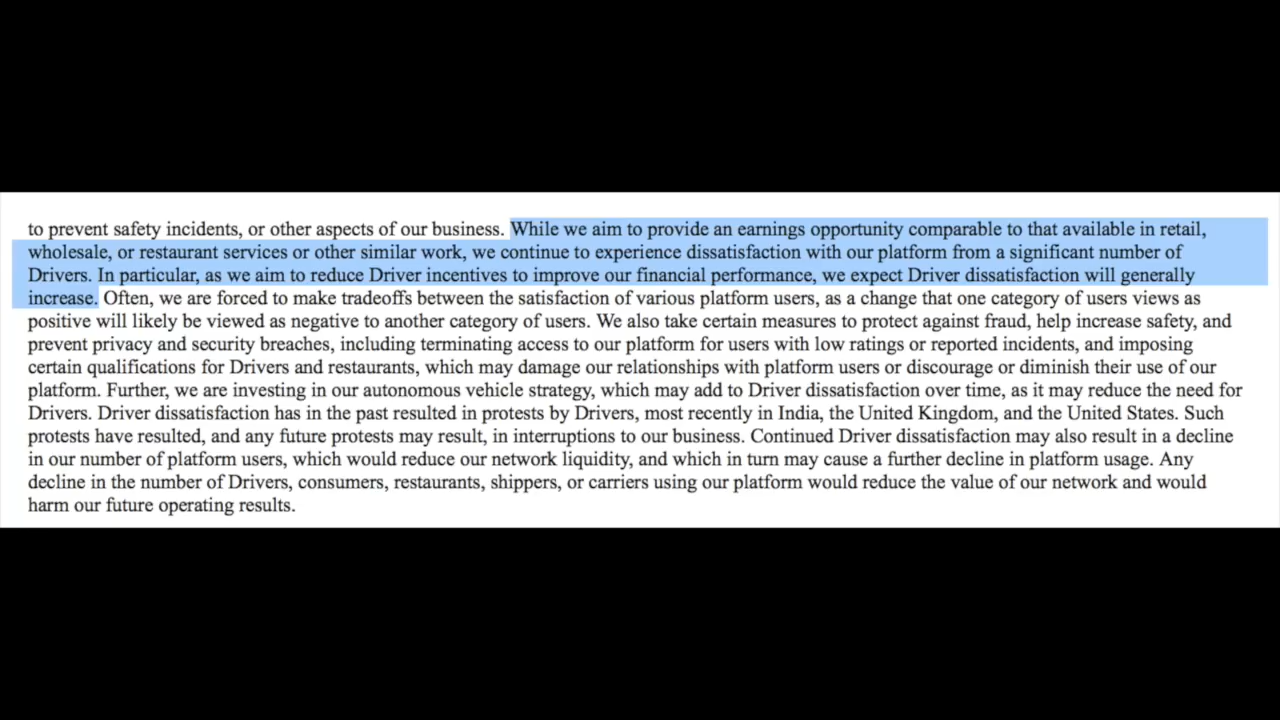 to prevent safety incidents, or other aspects of our business. While we aim to provide an earnings opportunity comparable to that available in retail,
wholesale, or restaurant services or other similar work, we continue to experience dissatisfaction with our platform from a significant number of
Drivers. In particular, as we aim to reduce Driver incentives to improve our financial performance, we expect Driver dissatisfaction will generally
increase. Often, we are forced to make tradeoffs between the satisfaction of various platform users, as a change that one category of users views as
positive will likely be viewed as negative to another category of users. We also take certain measures to protect against fraud, help increase safety, and
prevent privacy and security breaches, including terminating access to our platform for users with low ratings or reported incidents, and imposing
certain qualifications for Drivers and restaurants, which may damage our relationships with platform users or discourage or diminish their use of our
platform. Further, we are investing in our autonomous vehicle strategy, which may add to Driver dissatisfaction over time, as it may reduce the need for
Drivers. Driver dissatisfaction has in the past resulted in protests by Drivers, most recently in India, the United Kingdom, and the United States. Such
protests have resulted, and any future protests may result, in interruptions to our business. Continued Driver dissatisfaction may also result in a decline
in our number of platform users, which would reduce our network liquidity, and which in turn may cause a further decline in platform usage. Any
decline in the number of Drivers, consumers, restaurants, shippers, or carriers using our platform would reduce the value of our network and would
harm our future operating results.